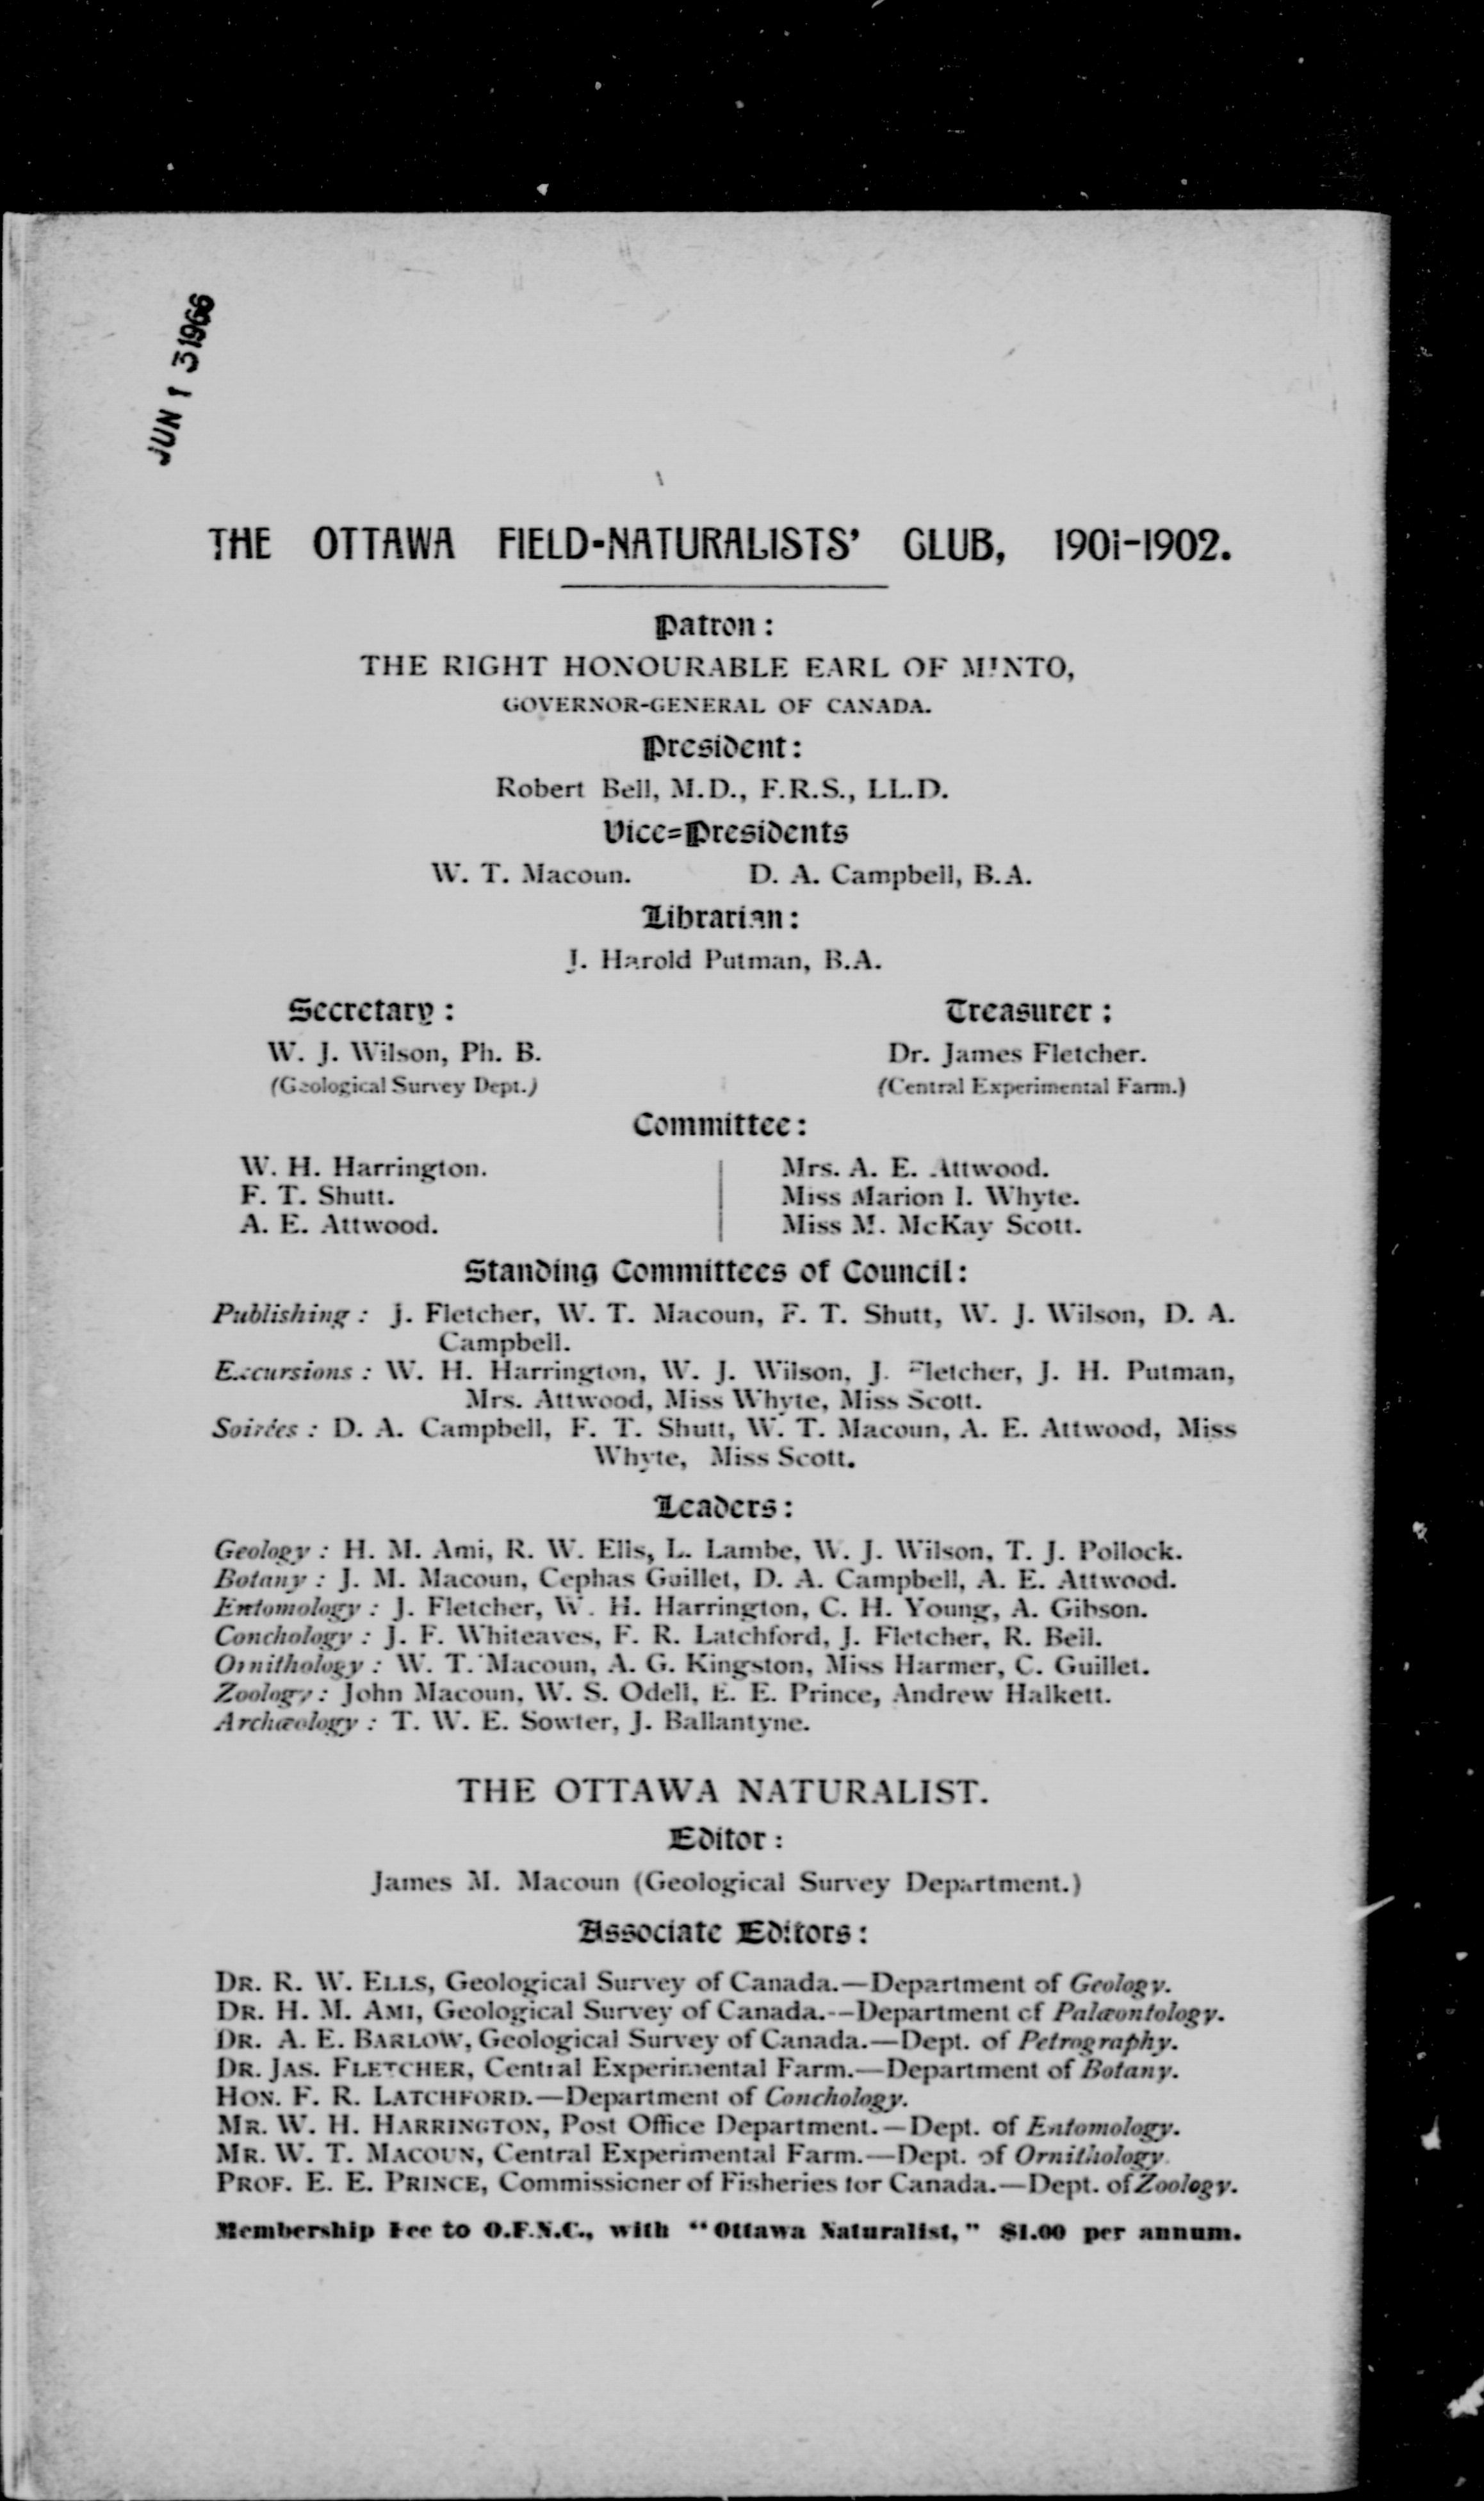 JUN 1 3 1966
THE OTTAWA FIELD-NATURALISTS' CLUB, 1901-1902.
Patron:
THE RIGHT HONOURABLE EARL OF MINTO,
GOVERNOR-GENERAL OF CANADA.
President:
Robert Bell, M.D., F.R.S., LL.D.
Vice=Presidents
W. T. Macoun. D. A. Campbell, B.A.
Librarian:
J. Harold Putman, B.A.
Secretary: Treasurer:
W. J. Wilson, Ph. B. Dr. James Fletcher.
(Geological Survey Dept.) (Central Experimental Farm.)
Committee:
W. H. Harrington. Mrs. A. E. Attwood.
F. T. Shutt. Miss Marion I. Whyte.
A. E. Attwood. Miss M. McKay Scott.
Standing Committees of Council:
Publishing: J. Fletcher, W. T. Macoun, F. T. Shutt, W. J. Wilson, D. A.
Campbell.
Excursions: W. H. Harrington, W. J. Wilson, J. Fletcher, J. H. Putman,
Mrs. Attwood, Miss Whyte, Miss Scott.
Soirées: D. A. Campbell, F. T. Shutt, W. T. Macoun, A. E. Attwood, Miss
Whyte, Miss Scott.
Leaders:
Geology: H. M. Ami, R. W. Ells, L. Lambe, W. J. Wilson, T. J. Pollock.
Botany: J. M. Macoun, Cephas Guillet, D. A. Campbell, A. E. Attwood.
Entomology: J. Fletcher, W. H. Harrington, C. H. Young, A. Gibson.
Conchology: J. F. Whiteaves, F. R. Latchford, J. Fletcher, R. Bell.
Ornithology: W. T. Macoun, A. G. Kingston, Miss Harmer, C. Guillet.
Zoology: John Macoun, W. S. Odell, E. E. Prince, Andrew Halkett.
Archæology: T. W. E. Sowter, J. Ballantyne.
THE OTTAWA NATURALIST.
Editor:
James M. Macoun (Geological Survey Department.)
Associate Editors:
DR. R. W. ELLS, Geological Survey of Canada.—Department of Geology.
DR. H. M. AMI, Geological Survey of Canada.—Department of Palæontology.
DR. A. E. BARLOW, Geological Survey of Canada.—Dept. of Petrography.
DR. JAS. FLETCHER, Central Experimental Farm.—Department of Botany.
HON. F. R. LATCHFORD.—Department of Conchology.
MR. W. H. HARRINGTON, Post Office Department.—Dept. of Entomology.
MR. W. T. MACOUN, Central Experimental Farm.—Dept. of Ornithology.
PROF. E. E. PRINCE, Commissioner of Fisheries for Canada.—Dept. of Zoology.
Membership Fee to O.F.N.C., with "Ottawa Naturalist," $1.00 per annum.